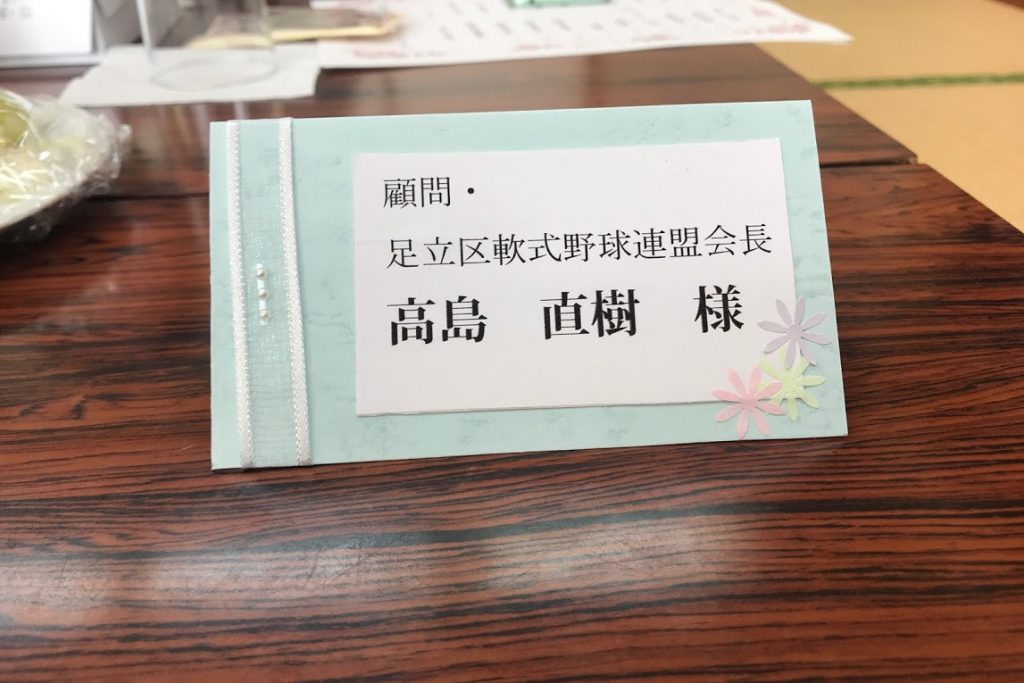 顧問・
足立区軟式野球連盟会長
高島　直樹　様